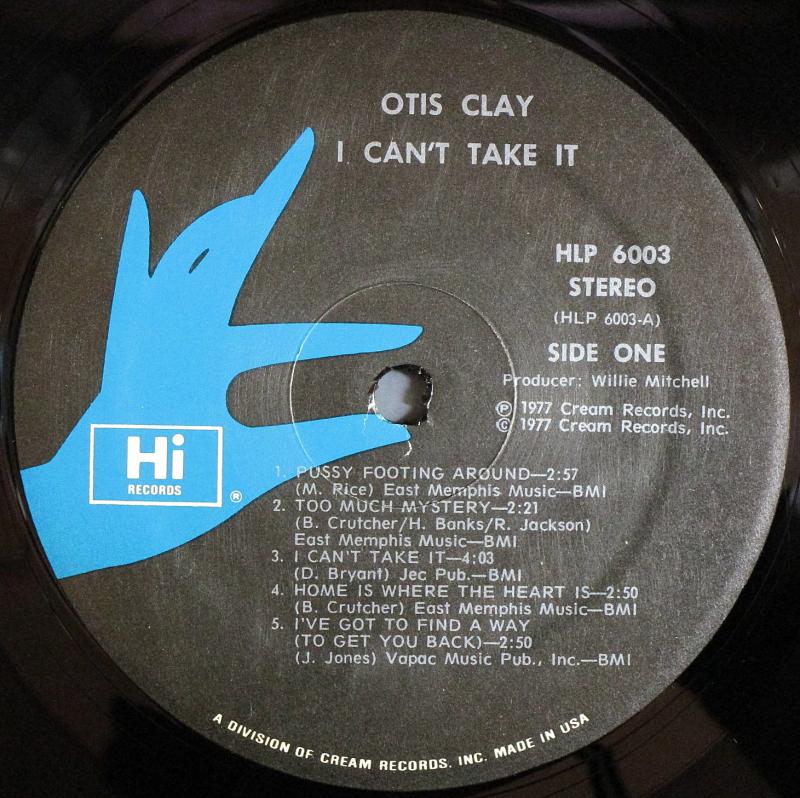 OTIS CLAY
I CAN'T TAKE IT
HLP 6003
STEREO
(HLP 6003-A)
SIDE ONE
Producer: Willie Mitchell
Ⓟ 1977 Cream Records, Inc.
© 1977 Cream Records, Inc.
Hi
RECORDS
®
1. PUSSY FOOTING AROUND—2:57
(M. Rice) East Memphis Music—BMI
2. TOO MUCH MYSTERY—2:21
(B. Crutcher/H. Banks/R. Jackson)
East Memphis Music—BMI
3. I CAN'T TAKE IT—4:03
(D. Bryant) Jec Pub.—BMI
4. HOME IS WHERE THE HEART IS—2:50
(B. Crutcher) East Memphis Music—BMI
5. I'VE GOT TO FIND A WAY
(TO GET YOU BACK)—2:50
(J. Jones) Vapac Music Pub., Inc.—BMI
A DIVISION OF CREAM RECORDS. INC. MADE IN USA